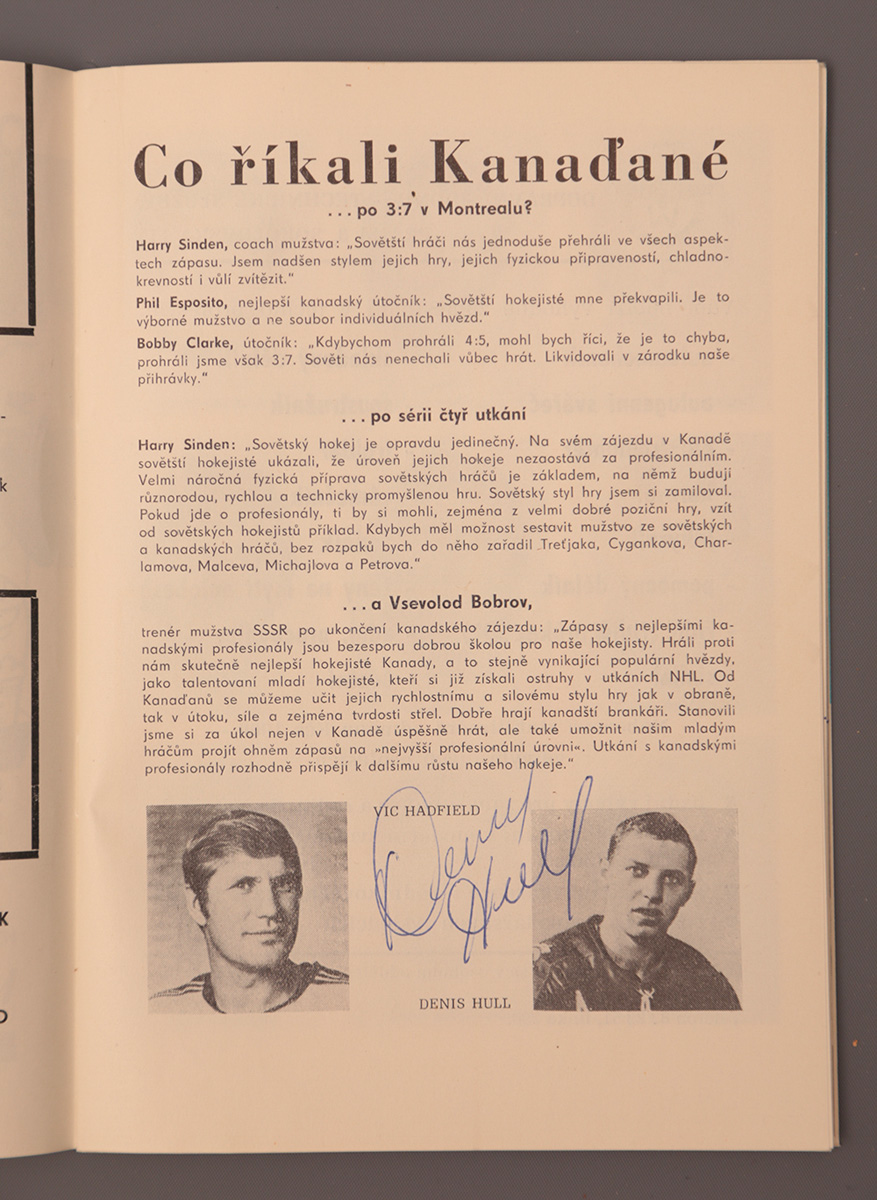 Co říkali Kanaďané
...po 3:7 v Montrealu?
Harry Sinden, coach mužstva: „Sovětští hráči nás jednoduše přehráli ve všech aspek-
tech zápasu. Jsem nadšen stylem jejich hry, jejich fyzickou připraveností, chladno-
krevností i vůlí zvítězit.“
Phil Esposito, nejlepší kanadský útočník: „Sovětští hokejisté mne překvapili. Je to
výborné mužstvo a ne soubor individuálních hvězd.“
Bobby Clarke, útočník: „Kdybychom prohráli 4:5, mohl bych říci, že je to chyba,
prohráli jsme však 3:7. Sověti nás nenechali vůbec hrát. Likvidovali v zárodku naše
přihrávky.“
...po sérii čtyř utkání
Harry Sinden: „Sovětský hokej je opravdu jedinečný. Na svém zájezdu v Kanadě
sovětští hokejisté ukázali, že úroveň jejich hokeje nezaostává za profesionálním.
Velmi náročná fyzická příprava sovětských hráčů je základem, na němž budují
různorodou, rychlou a technicky promyšlenou hru. Sovětský styl hry jsem si zamiloval.
Pokud jde o profesionály, ti by si mohli, zejména z velmi dobré poziční hry, vzít
od sovětských hokejistů příklad. Kdybych měl možnost sestavit mužstvo ze sovětských
a kanadských hráčů, bez rozpaků bych do něho zařadil Treťjaka, Cygankova, Char-
lamova, Malceva, Michajlova a Petrova.“
...a Vsevolod Bobrov,
trenér mužstva SSSR po ukončení kanadského zájezdu: „Zápasy s nejlepšími ka-
nadskými profesionály jsou bezesporu dobrou školou pro naše hokejisty. Hráli proti
nám skutečně nejlepší hokejisté Kanady, a to stejně vynikající populární hvězdy,
jako talentovaní mladí hokejisté, kteří si již získali ostruhy v utkáních NHL. Od
Kanaďanů se můžeme učit jejich rychlostnímu a silovému stylu hry jak v obraně,
tak v útoku, síle a zejména tvrdosti střel. Dobře hrají kanadští brankáři. Stanovili
jsme si za úkol nejen v Kanadě úspěšně hrát, ale také umožnit našim mladým
hráčům projít ohněm zápasů na »nejvyšší profesionální úrovni«. Utkání s kanadskými
profesionály rozhodně přispějí k dalšímu růstu našeho hokeje.“
VIC HADFIELD
Denny
Hull
DENIS HULL